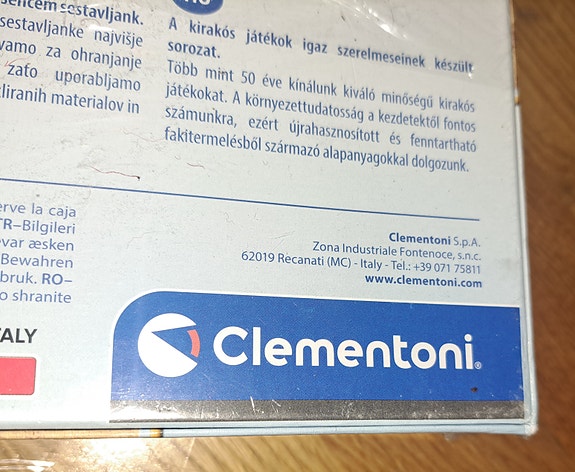 sestavljank.
sestavljanke najvišje
vamo za ohranjanje
zato uporabljamo
liranih materialov in
A kirakós játékok igaz szerelmeseinek készült
sorozat.
Több mint 50 éve kínálunk kiváló minőségű kirakós
játékokat. A környezettudatosság a kezdetektől fontos
számunkra, ezért újrahasznosított és fenntartható
fakitermelésből származó alapanyagokkal dolgozunk.
erve la caja
TR–Bilgileri
evar æsken
Bewahren
bruk. RO–
o shranite
Clementoni S.p.A.
Zona Industriale Fontenoce, s.n.c.
62019 Recanati (MC) - Italy - Tel.: +39 071 75811
www.clementoni.com
TALY
Clementoni®